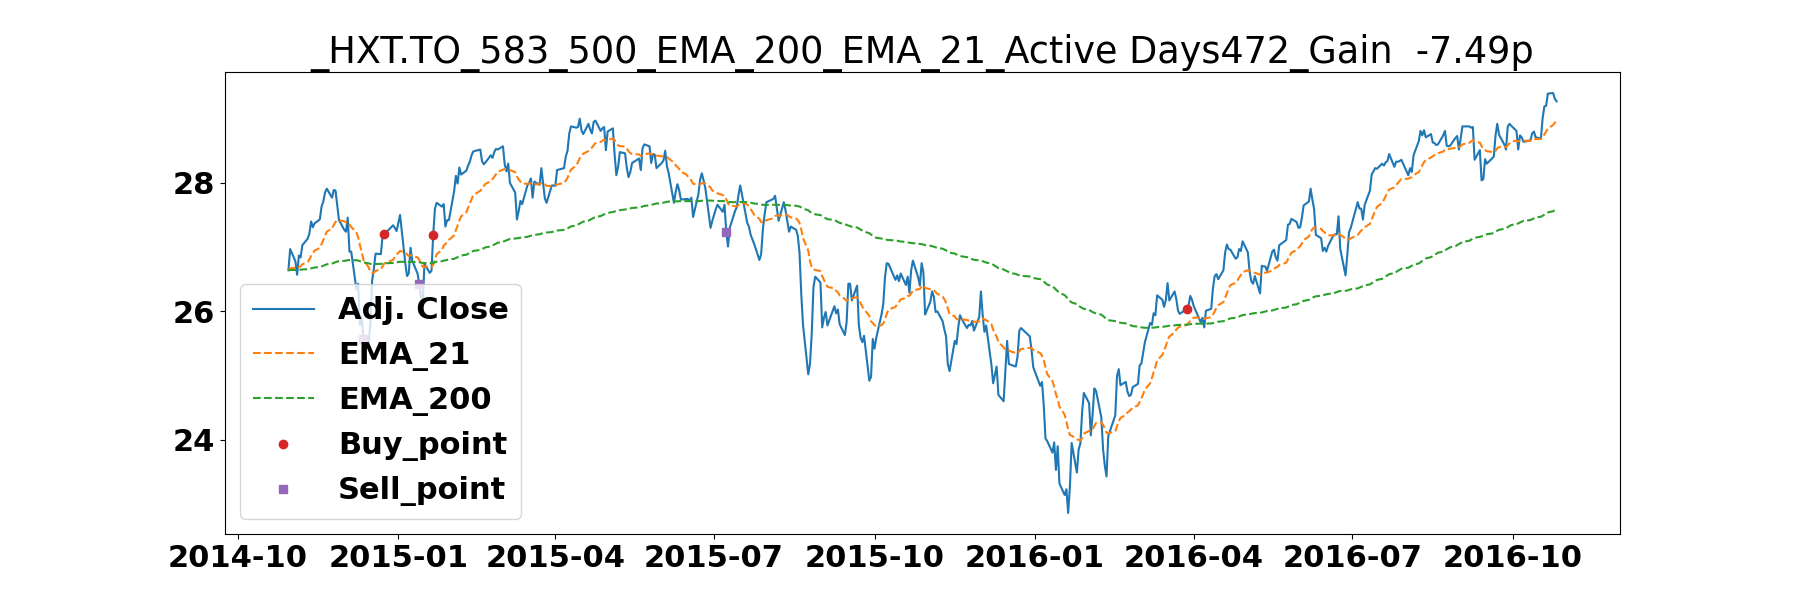 _HXT.TO_583_500_EMA_200_EMA_21_Active Days472_Gain  -7.49p
28
26
24
Adj. Close
EMA_21
EMA_200
Buy_point
Sell_point
2014-10 2015-01 2015-04 2015-07 2015-10 2016-01 2016-04 2016-07 2016-10